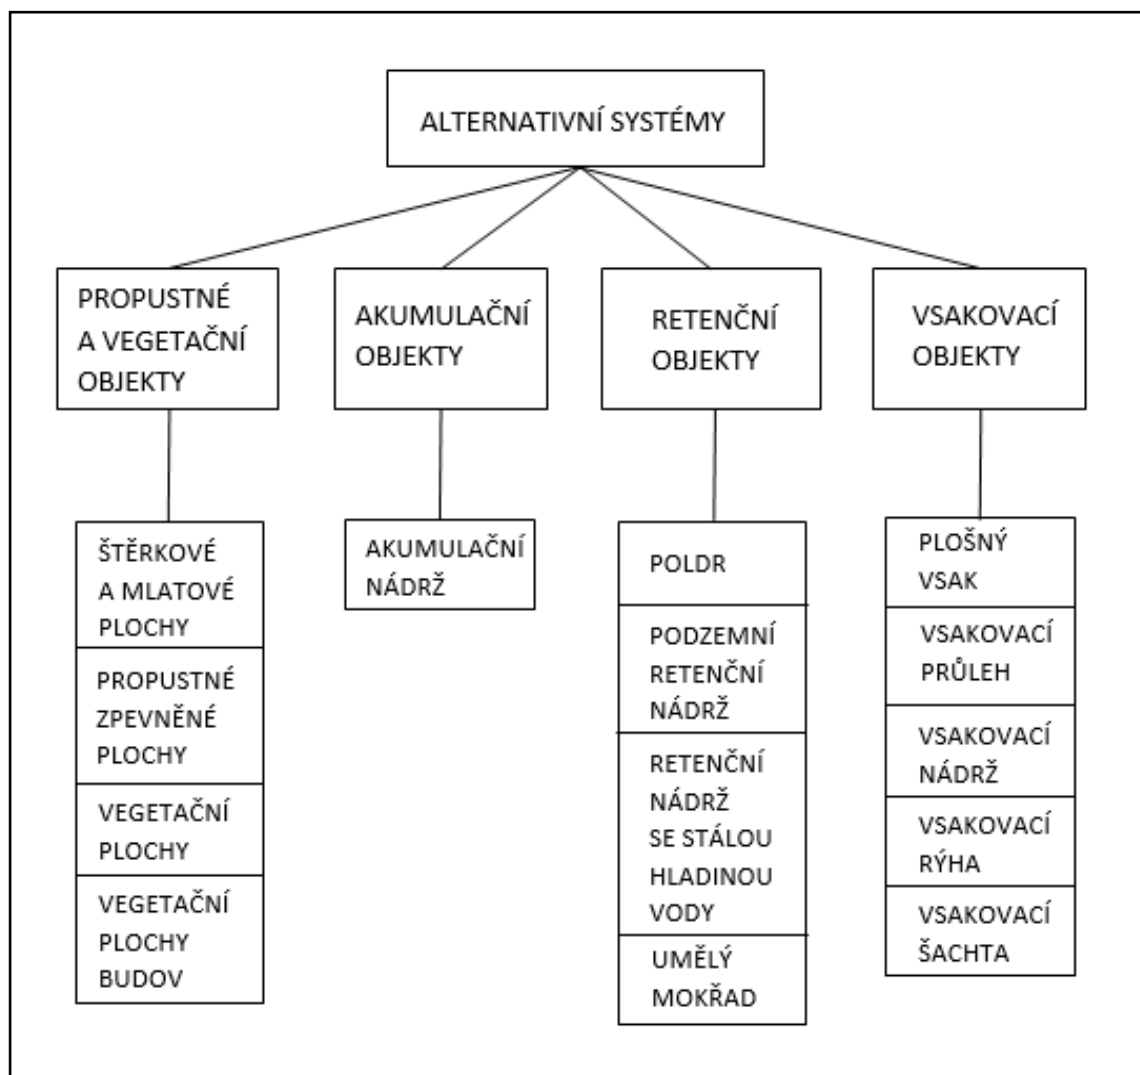 ALTERNATIVNÍ SYSTÉMY
PROPUSTNÉ
A VEGETAČNÍ
OBJEKTY
AKUMULAČNÍ
OBJEKTY
RETENČNÍ
OBJEKTY
VSAKOVACÍ
OBJEKTY
ŠTĚRKOVÉ
A MLATOVÉ
PLOCHY
PROPUSTNÉ
ZPEVNĚNÉ
PLOCHY
VEGETAČNÍ
PLOCHY
VEGETAČNÍ
PLOCHY
BUDOV
AKUMULAČNÍ
NÁDRŽ
POLDR
PODZEMNÍ
RETENČNÍ
NÁDRŽ
RETENČNÍ
NÁDRŽ
SE STÁLOU
HLADINOU
VODY
UMĚLÝ
MOKŘAD
PLOŠNÝ
VSAK
VSAKOVACÍ
PRŮLEH
VSAKOVACÍ
NÁDRŽ
VSAKOVACÍ
RÝHA
VSAKOVACÍ
ŠACHTA